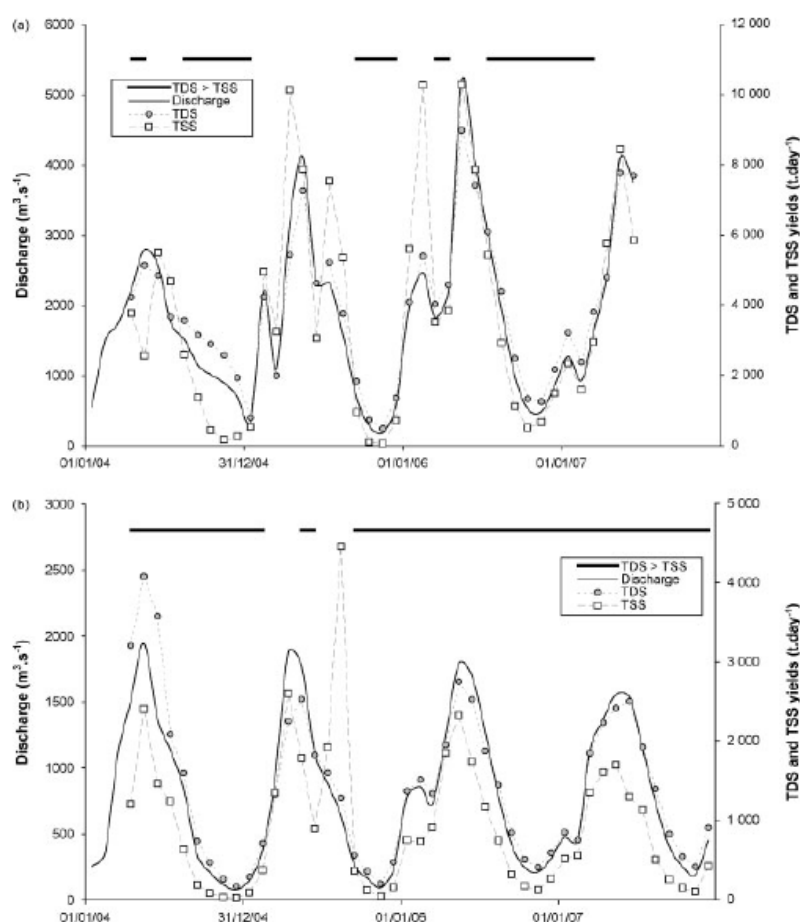 (a)
6000
5000
4000
3000
2000
1000
0
Discharge (m³.s⁻¹)
TDS > TSS
Discharge
TDS
TSS
12 000
10 000
8 000
6 000
4 000
2 000
0
TDS and TSS yields (t.day⁻¹)
01/01/04
31/12/04
01/01/06
01/01/07
(b)
3000
2500
2000
1500
1000
500
0
Discharge (m³.s⁻¹)
TDS > TSS
Discharge
TDS
TSS
5 000
4 000
3 000
2 000
1 000
0
TDS and TSS yields (t.day⁻¹)
01/01/04
31/12/04
01/01/06
01/01/07